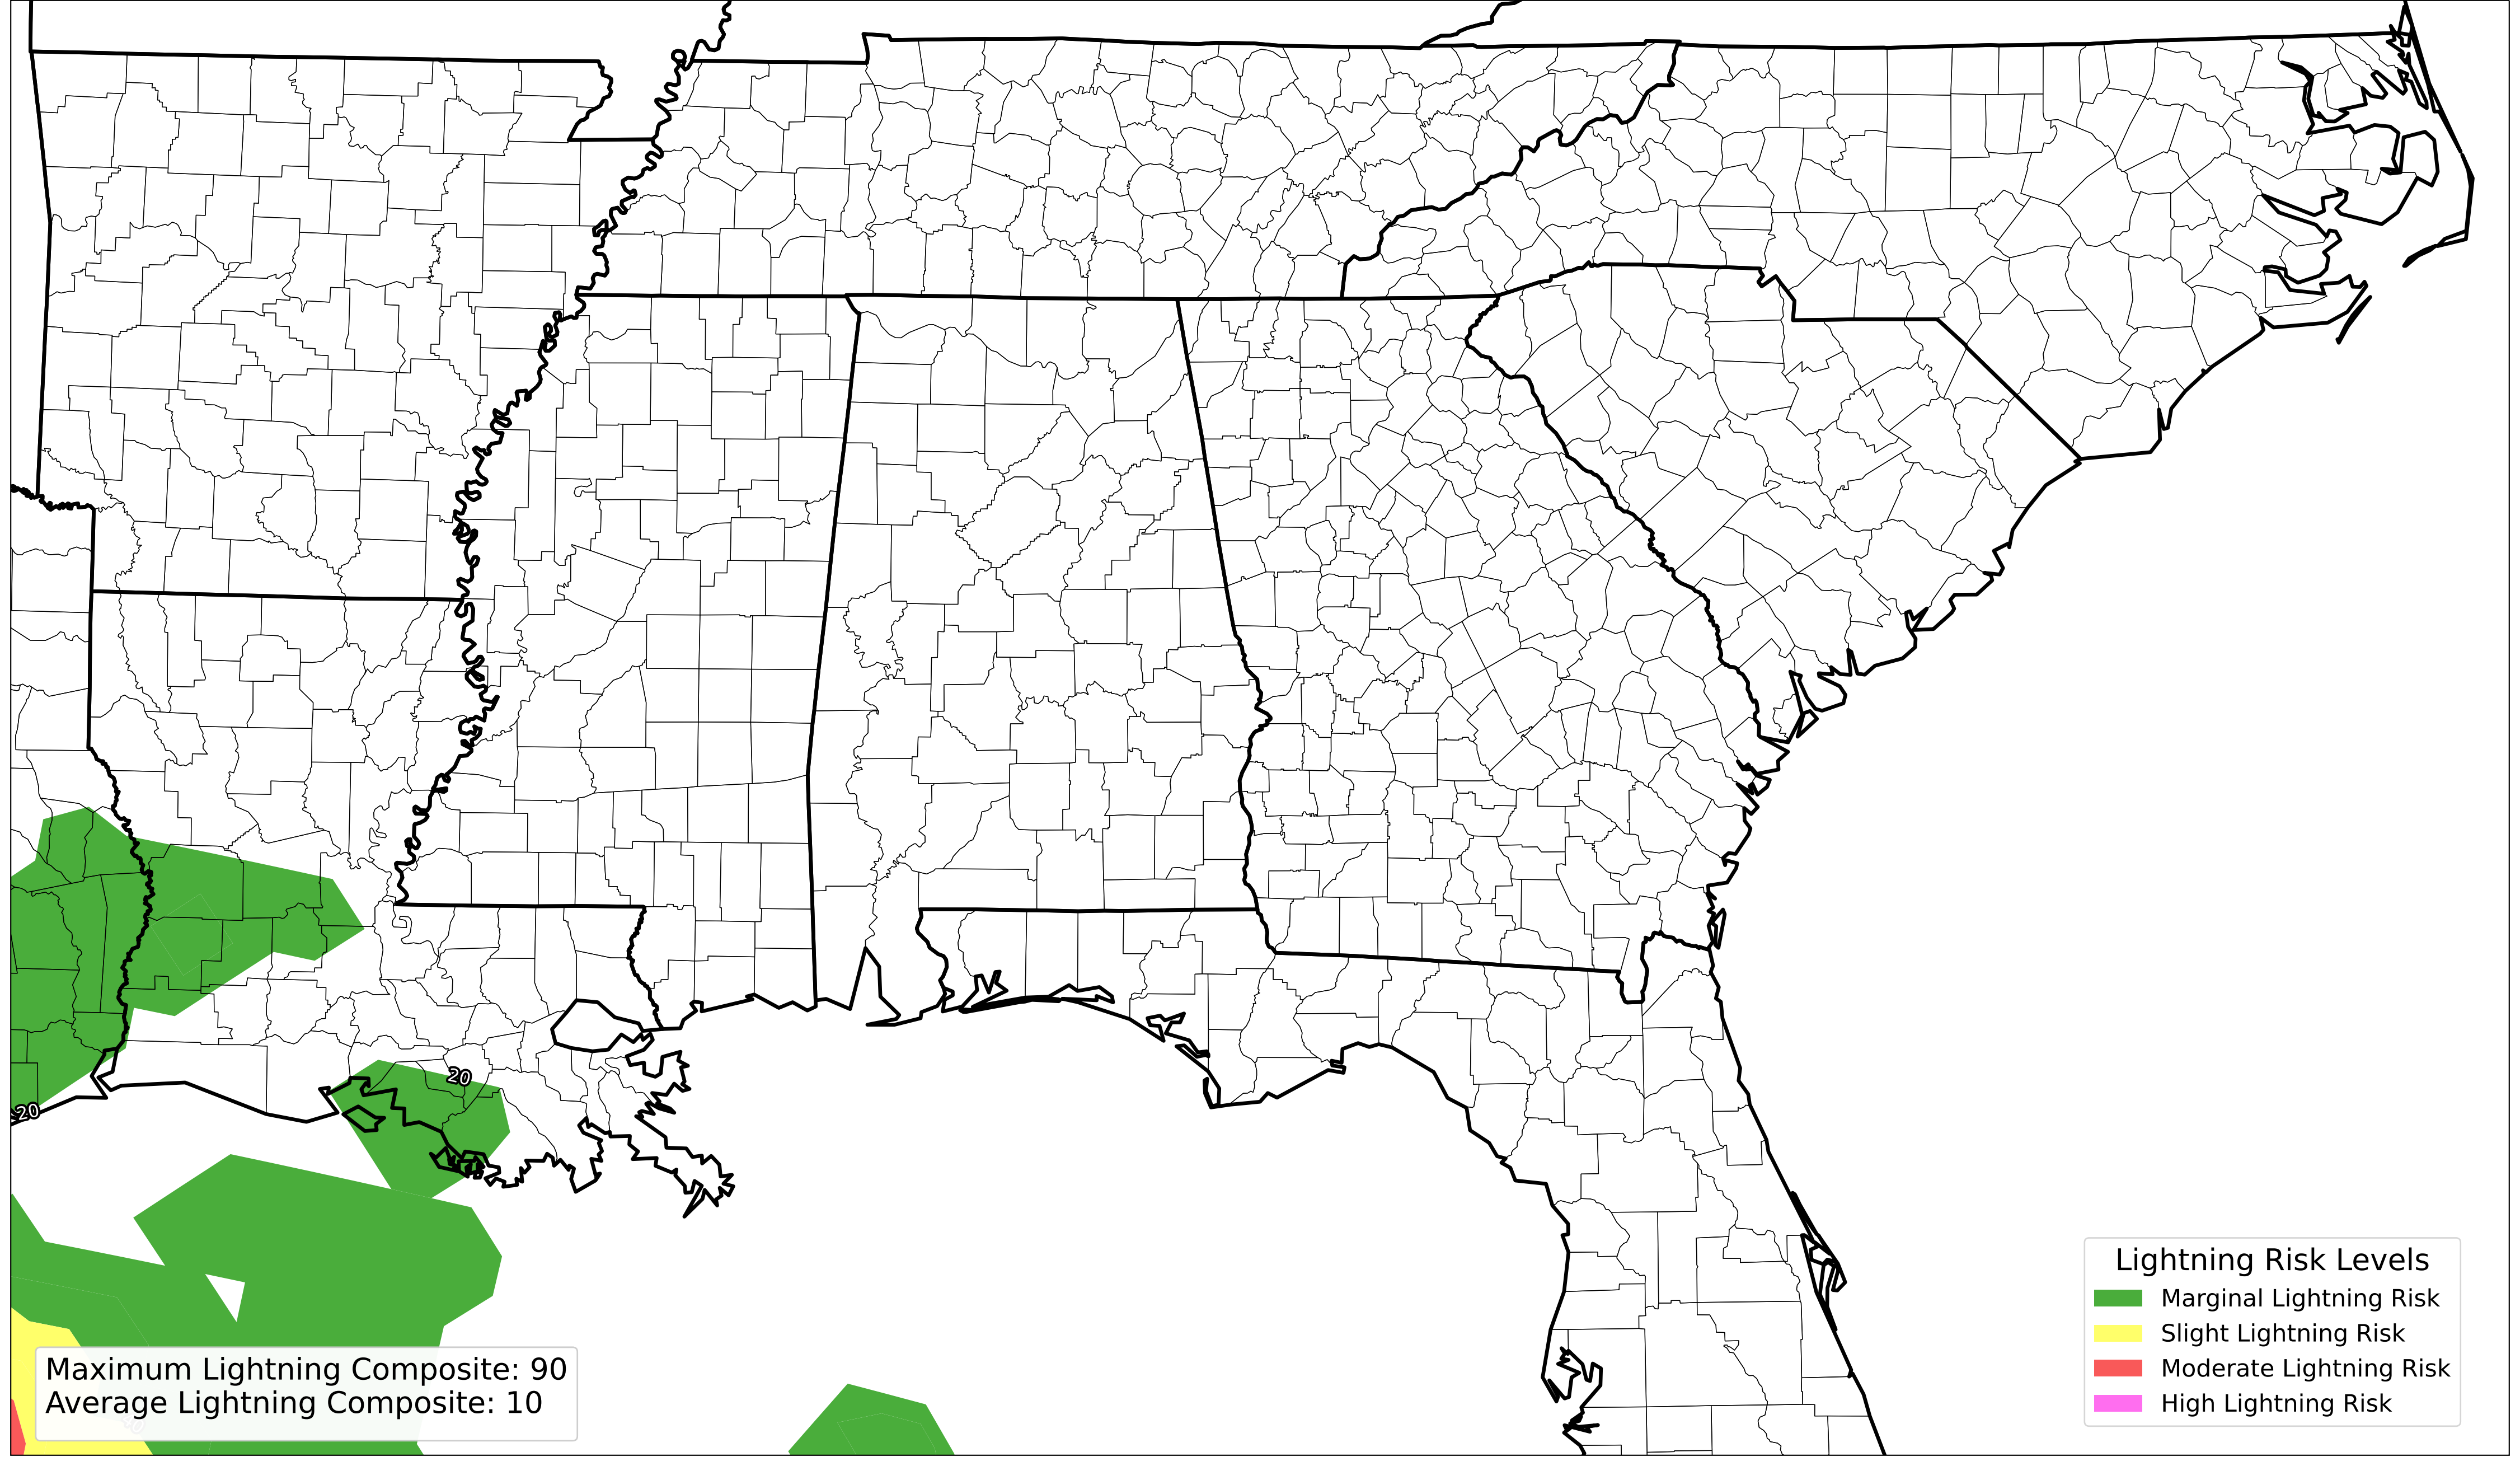 20
20
Maximum Lightning Composite: 90
Average Lightning Composite: 10
Lightning Risk Levels
Marginal Lightning Risk
Slight Lightning Risk
Moderate Lightning Risk
High Lightning Risk